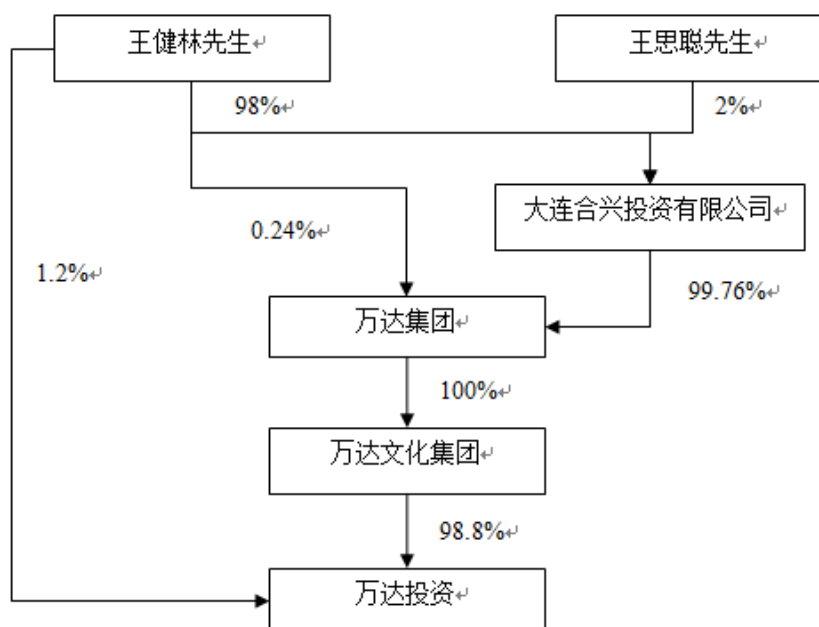 王健林先生↵
王思聪先生↵
98%↵
2%↵
大连合兴投资有限公司↵
0.24%↵
1.2%↵
99.76%↵
万达集团↵
100%↵
万达文化集团↵
98.8%↵
万达投资↵